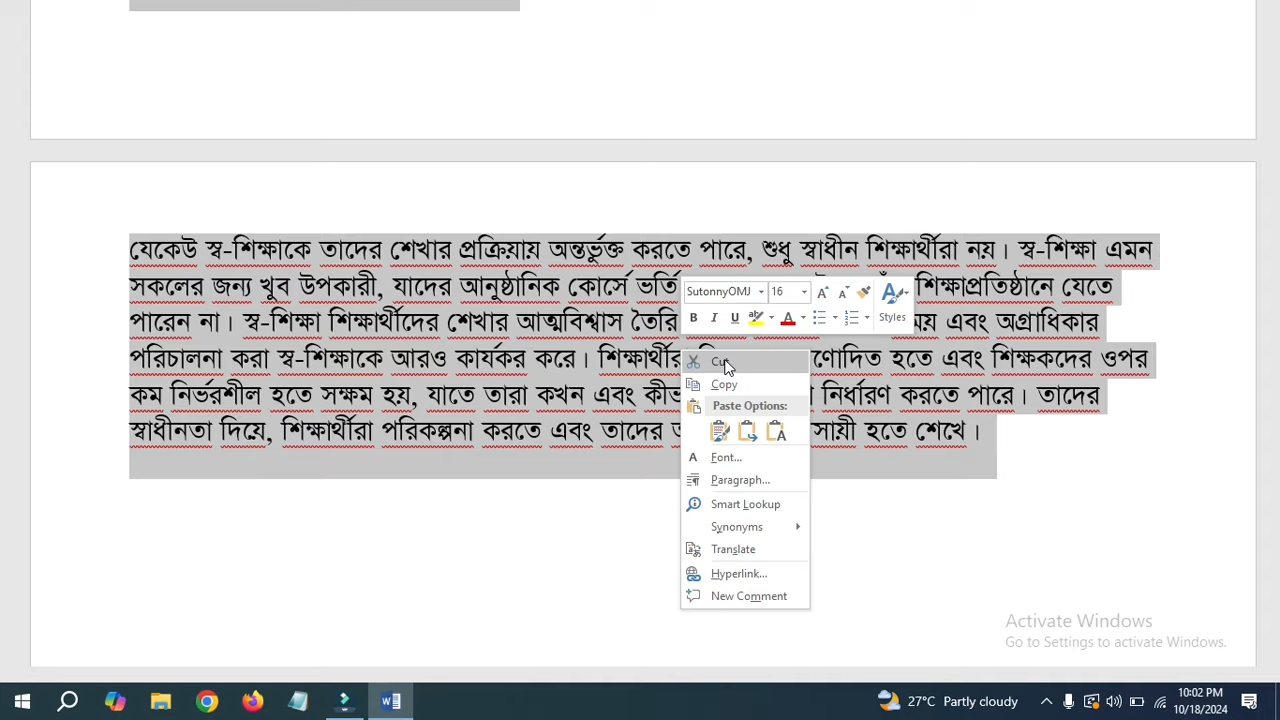 যেকেউ স্ব-শিক্ষাকে তাদের শেখার প্রক্রিয়ায় অন্তর্ভুক্ত করতে পারে, শুধু স্বাধীন শিক্ষার্থীরা নয়। স্ব-শিক্ষা এমন
সকলের জন্য খুব উপকারী, যাদের আনুষ্ঠানিক কোর্সে ভর্তি শিক্ষাপ্রতিষ্ঠানে যেতে
SutonnyOMJ 16
Styles
পারেন না। স্ব-শিক্ষা শিক্ষার্থীদের শেখার আত্মবিশ্বাস তৈরি এবং অগ্রাধিকার
পরিচালনা করা স্ব-শিক্ষাকে আরও কার্যকর করে। হতে এবং শিক্ষকদের ওপর
কম নির্ভরশীল হতে সক্ষম হয়, যাতে তারা কখন এবং নির্ধারণ করতে পারে। তাদের
স্বাধীনতা দিয়ে, শিক্ষার্থীরা পরিকল্পনা করতে এবং তাদের হতে শেখে।
Cut
Copy
Paste Options:
Font...
Paragraph...
Smart Lookup
Synonyms
Translate
Hyperlink...
New Comment
Activate Windows
Go to Settings to activate Windows.
27°C Partly cloudy
10:02 PM
10/18/2024